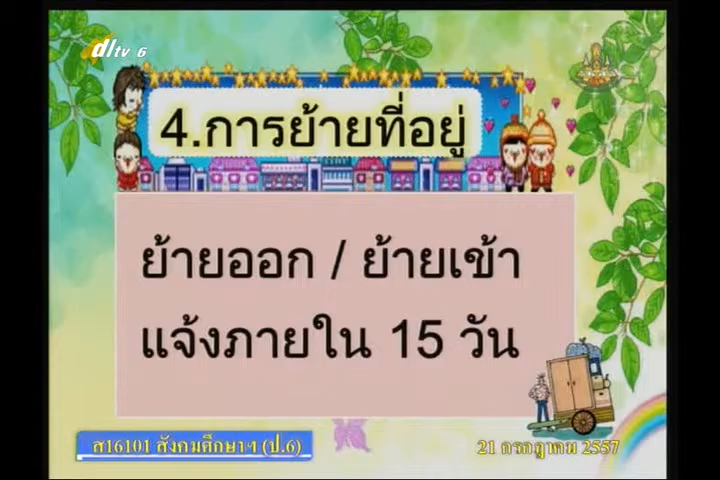 dltv 6
4.การย้ายที่อยู่
ย้ายออก / ย้ายเข้า
แจ้งภายใน 15 วัน
ส16101 สังคมศึกษาฯ (ป.6)
21 กรกฎาคม 2557